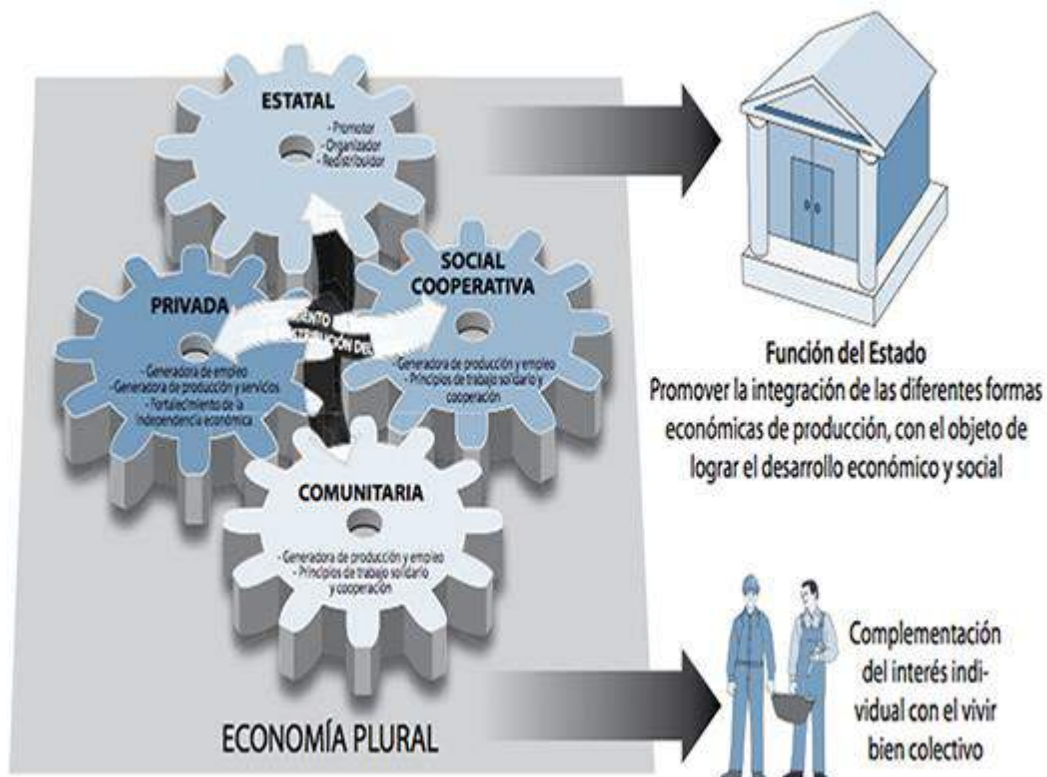 ESTATAL
- Promotor
- Organizador
- Redistribuidor
PRIVADA
- Generadora de empleo
- Generadora de producción y servicios
- Fortalecimiento de la
independencia económica
SOCIAL
COOPERATIVA
- Generadora de producción y empleo
- Principios de trabajo solidario y
cooperación
COMUNITARIA
- Generadora de producción y empleo
- Principios de trabajo solidario
y cooperación
ECONOMÍA PLURAL
Función del Estado
Promover la integración de las diferentes formas
económicas de producción, con el objeto de
lograr el desarrollo económico y social
Complementación
del interés indi-
vidual con el vivir
bien colectivo